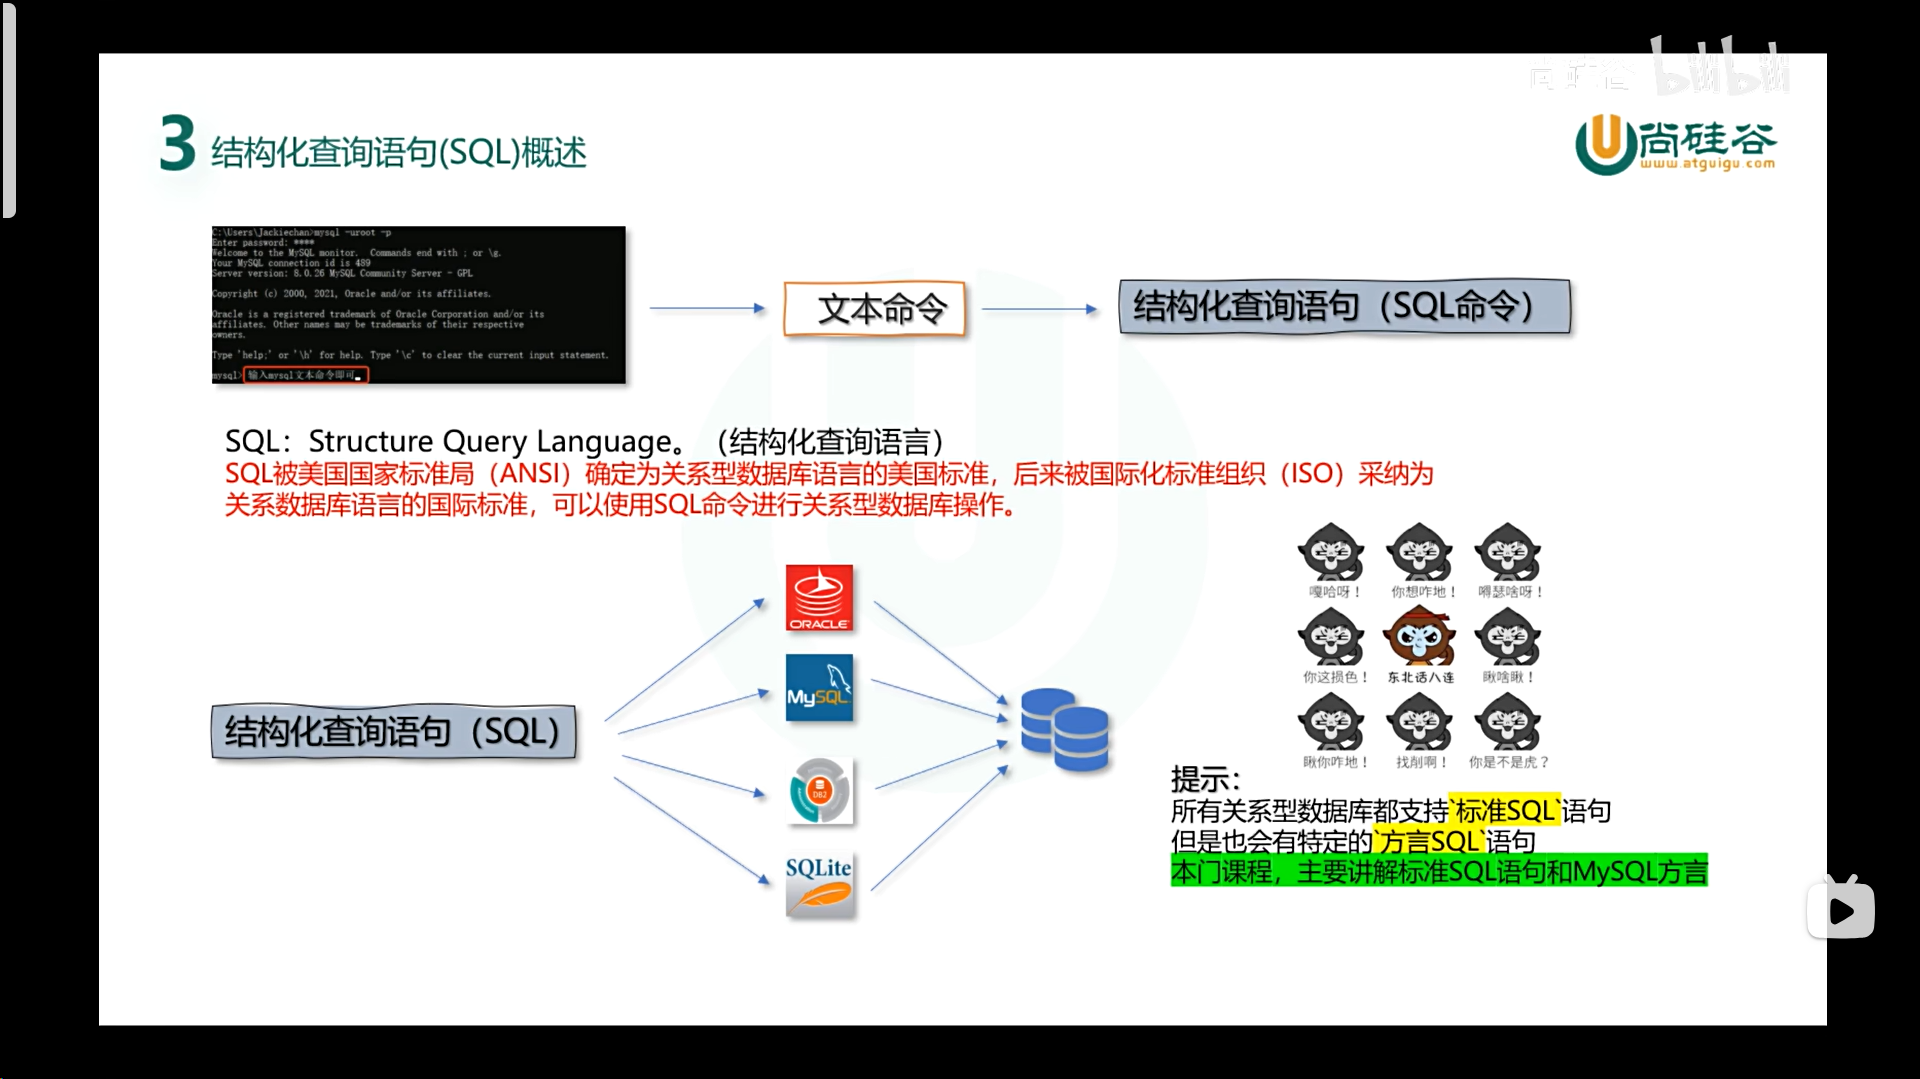 尚硅谷 bilibili
3 结构化查询语句(SQL)概述
尚硅谷
www.atguigu.com
C:\Users\Jackiechan>mysql -uroot -p
Enter password: ****
Welcome to the MySQL monitor.  Commands end with ; or \g.
Your MySQL connection id is 489
Server version: 8.0.26 MySQL Community Server - GPL
Copyright (c) 2000, 2021, Oracle and/or its affiliates.
Oracle is a registered trademark of Oracle Corporation and/or its
affiliates. Other names may be trademarks of their respective
owners.
Type 'help;' or '\h' for help. Type '\c' to clear the current input statement.
mysql> 输入mysql文本命令即可
文本命令
结构化查询语句（SQL命令）
SQL：Structure Query Language。（结构化查询语言）
SQL被美国国家标准局（ANSI）确定为关系型数据库语言的美国标准，后来被国际化标准组织（ISO）采纳为
关系数据库语言的国际标准，可以使用SQL命令进行关系型数据库操作。
结构化查询语句（SQL）
ORACLE
MySQL
DB2
SQLite
嘎哈呀！ 你想咋地！ 嘚瑟啥呀！
你这损色！ 东北话八连 瞅啥瞅！
瞅你咋地！ 找削啊！ 你是不是虎？
提示：
所有关系型数据库都支持`标准SQL`语句
但是也会有特定的`方言SQL`语句
本门课程，主要讲解标准SQL语句和MySQL方言